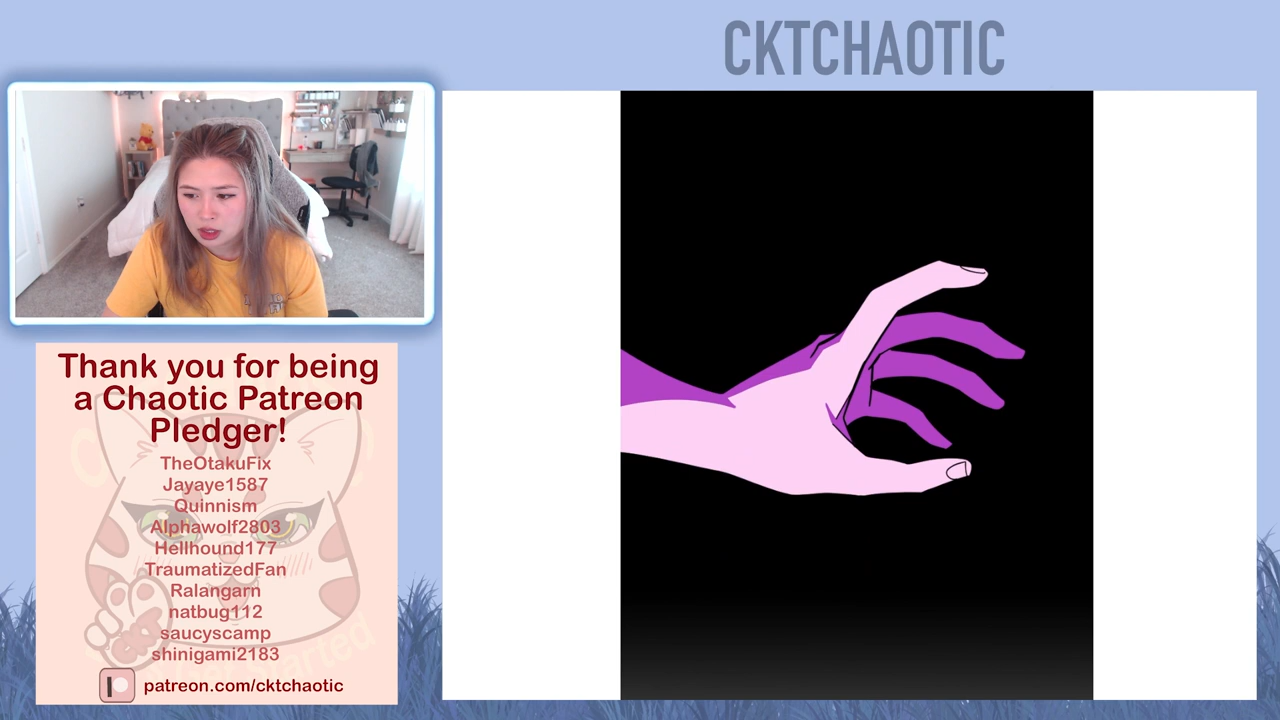 CKTCHAOTIC
Thank you for being
a Chaotic Patreon
Pledger!
TheOtakuFix
Jayaye1587
Quinnism
Alphawolf2803
Hellhound177
TraumatizedFan
Ralangarn
natbug112
saucyscamp
shinigami2183
patreon.com/cktchaotic